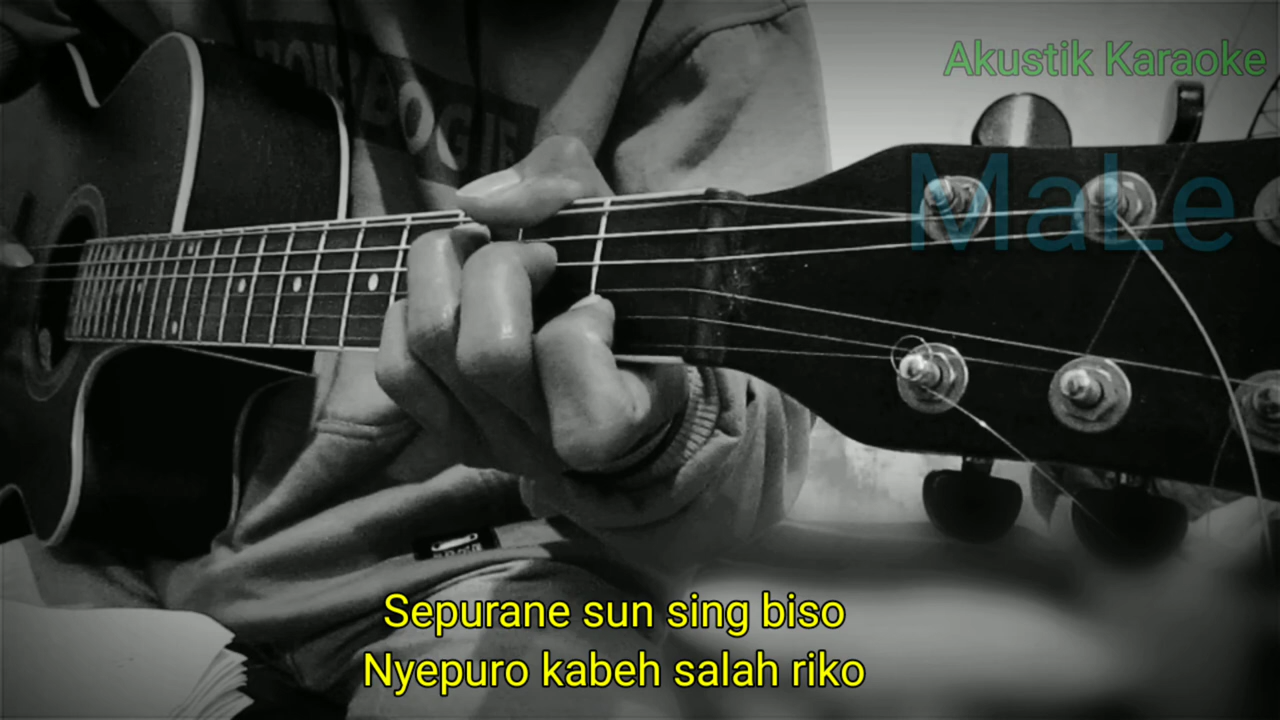 Akustik Karaoke
MaLe
Sepurane sun sing biso
Nyepuro kabeh salah riko